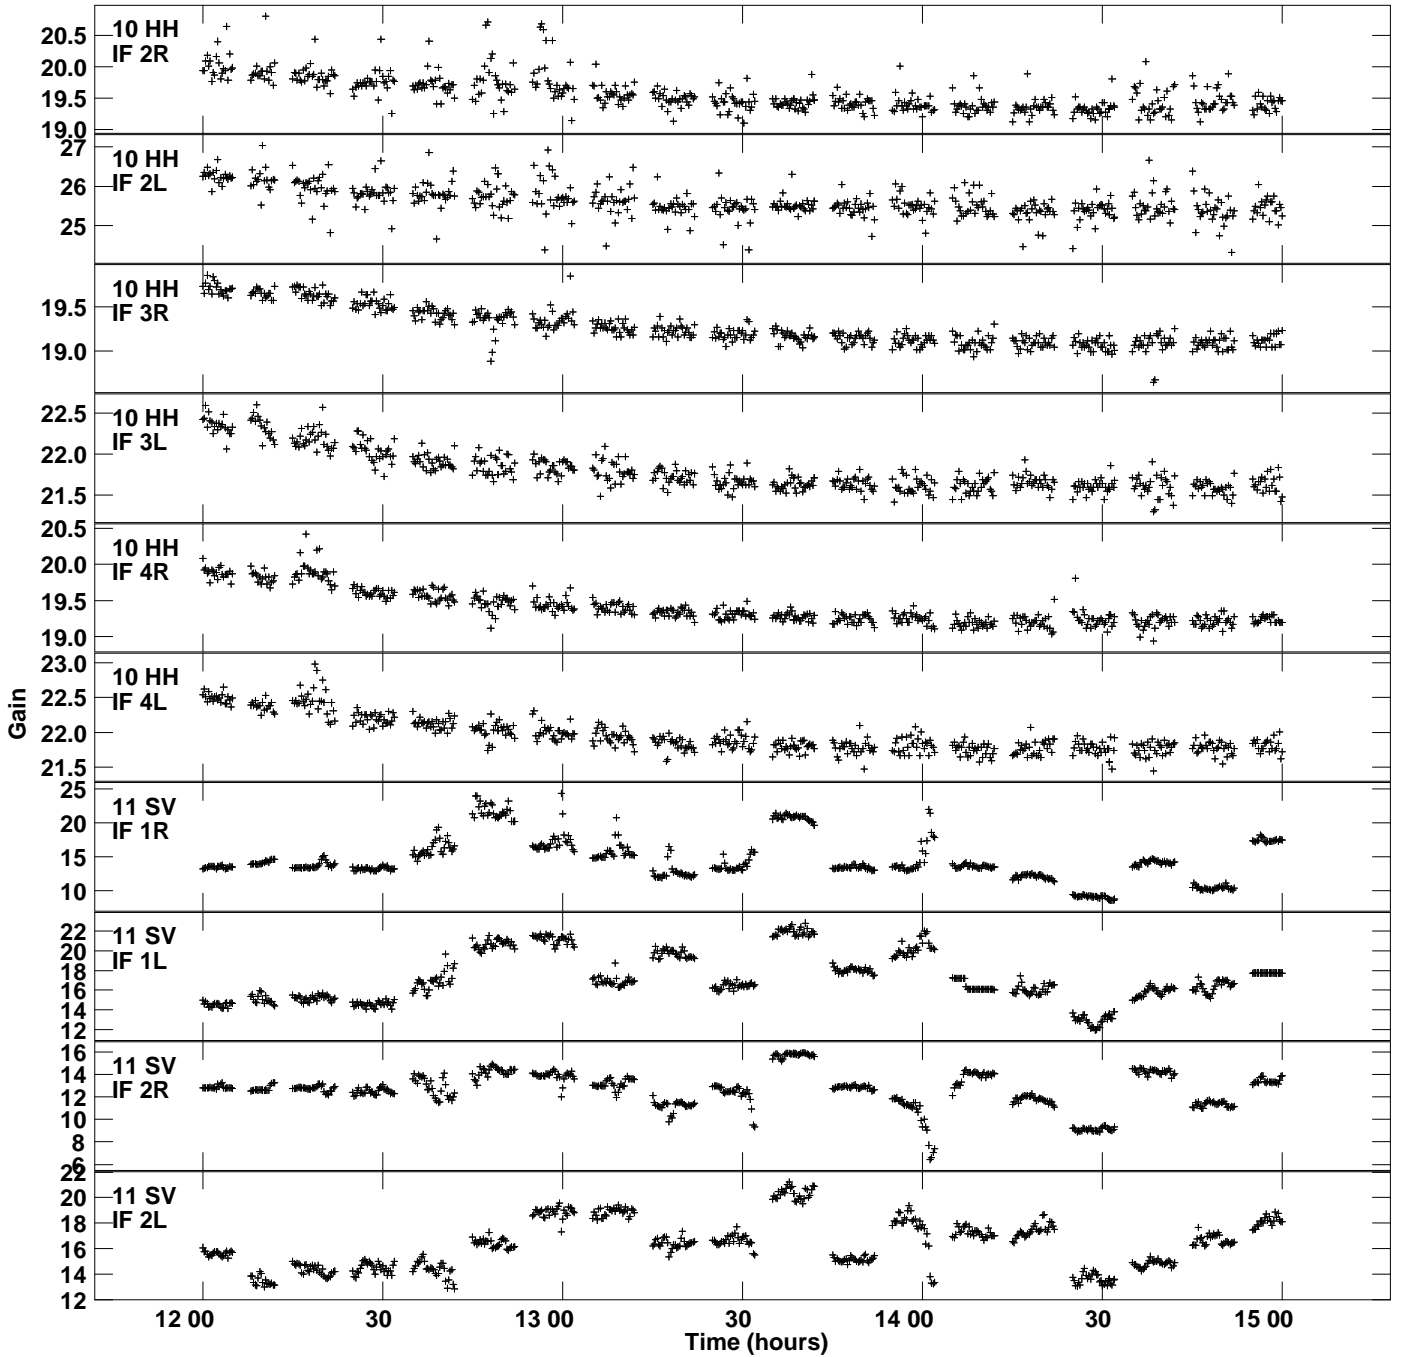 20.5
20.0
19.5
19.0
10 HH
IF 2R
27
26
25
10 HH
IF 2L
19.5
19.0
10 HH
IF 3R
22.5
22.0
21.5
10 HH
IF 3L
20.5
20.0
19.5
19.0
10 HH
IF 4R
23.0
22.5
22.0
21.5
10 HH
IF 4L
Gain
25
20
15
10
11 SV
IF 1R
22
20
18
16
14
12
11 SV
IF 1L
16
14
12
10
8
6
11 SV
IF 2R
22
20
18
16
14
12
11 SV
IF 2L
12 00 30 13 00 30 14 00 30 15 00
Time (hours)